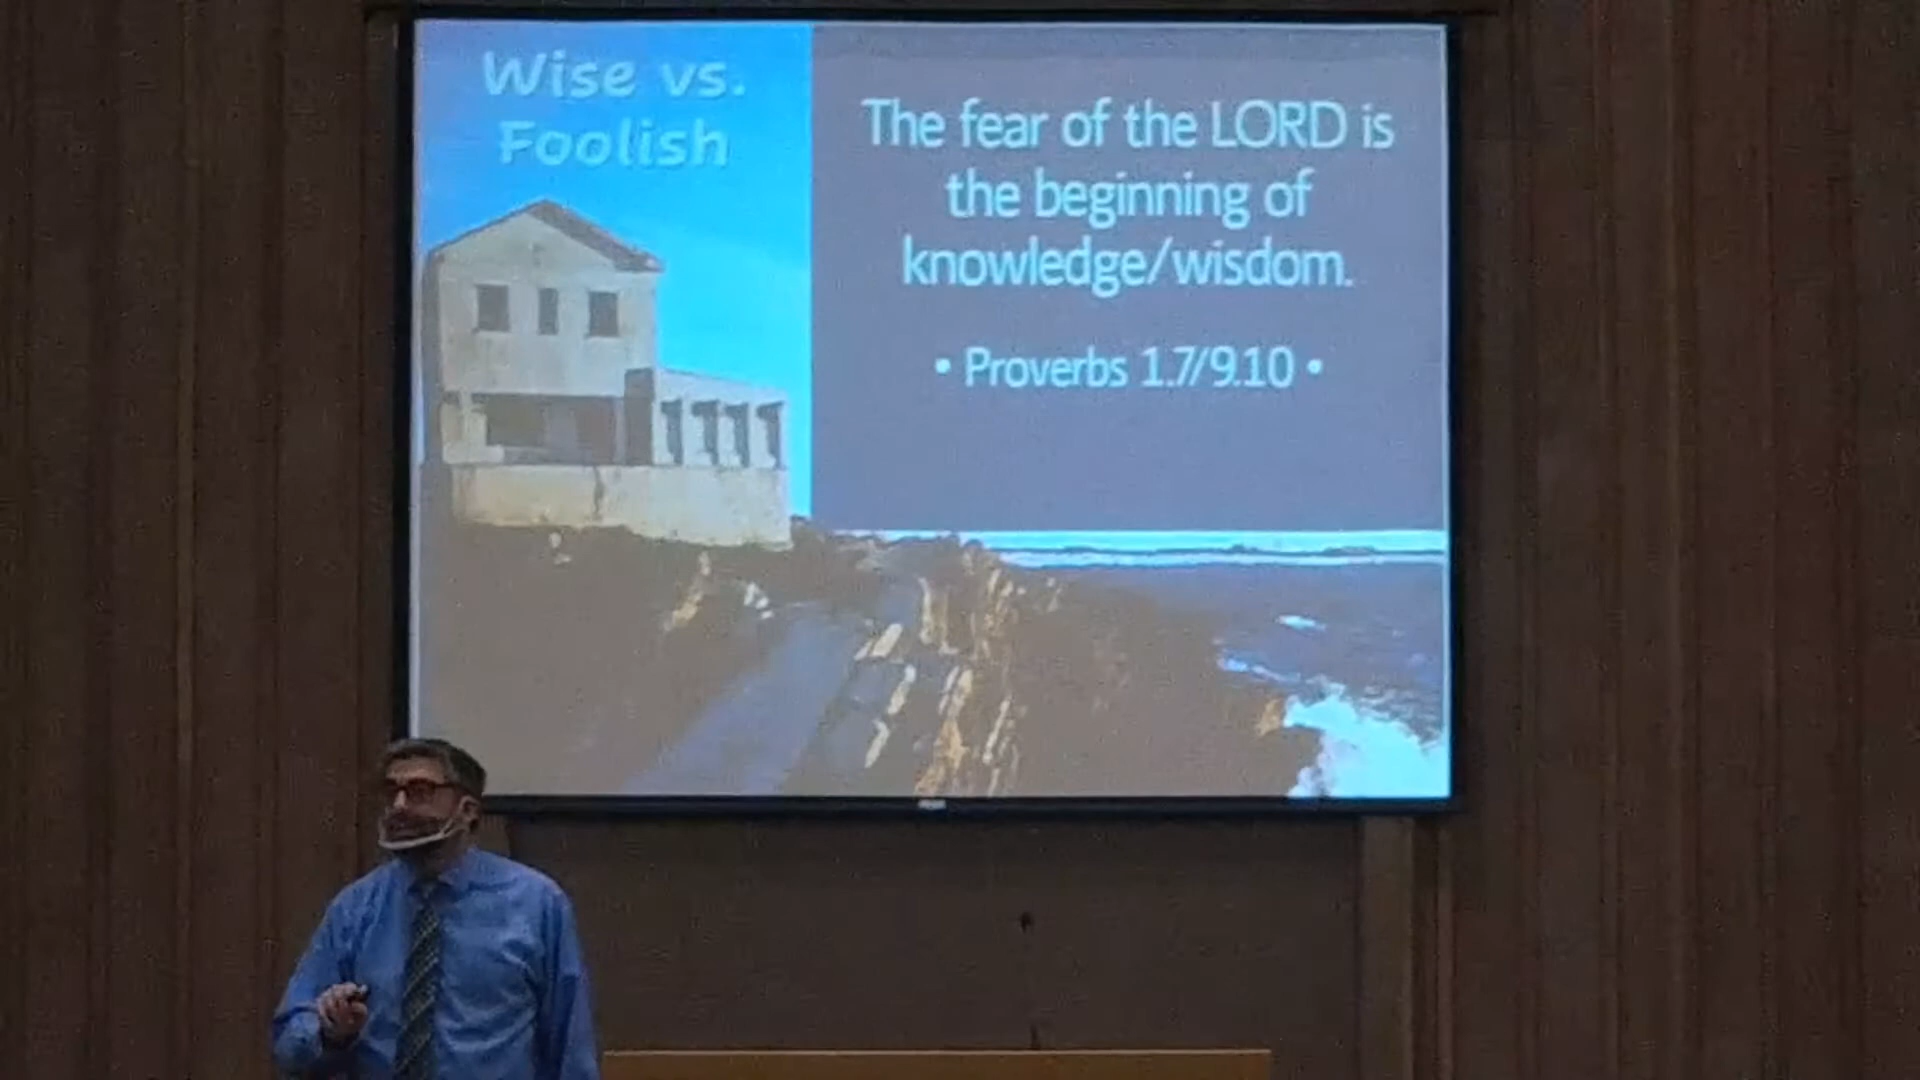 Wise vs.
Foolish
The fear of the LORD is
the beginning of
knowledge/wisdom.
• Proverbs 1.7/9.10 •